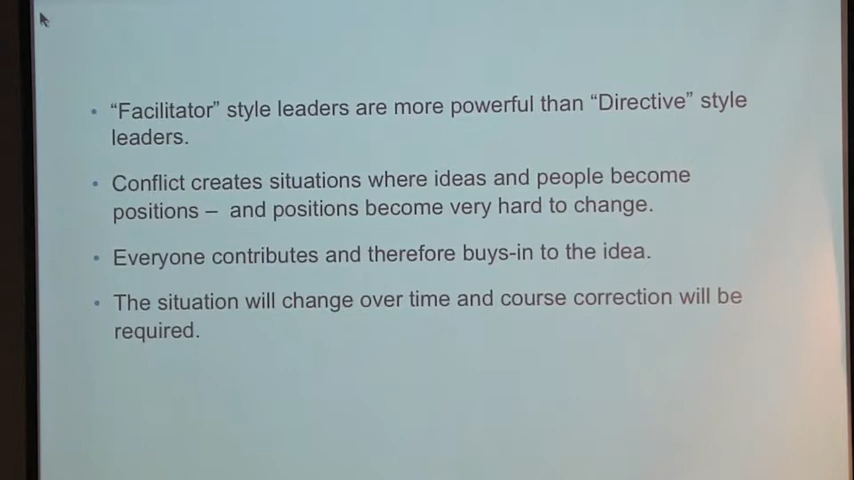 • “Facilitator” style leaders are more powerful than “Directive” style
leaders.
• Conflict creates situations where ideas and people become
positions – and positions become very hard to change.
• Everyone contributes and therefore buys-in to the idea.
• The situation will change over time and course correction will be
required.